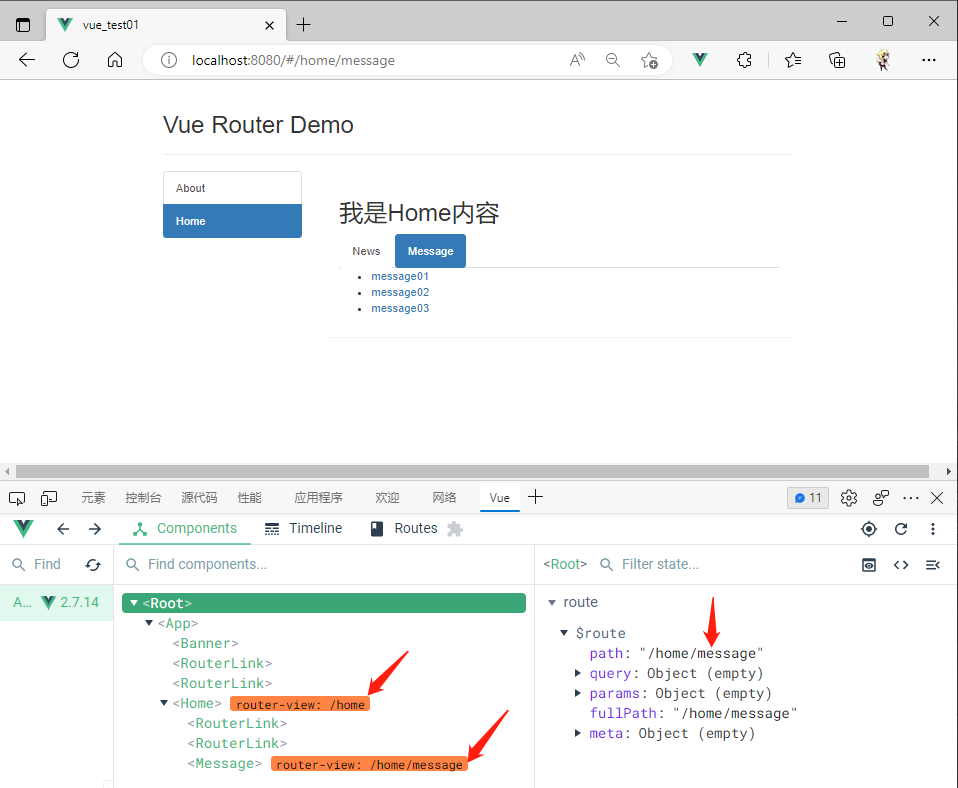 vue_test01
localhost:8080/#/home/message
Vue Router Demo
About
Home
我是Home内容
News
Message
message01
message02
message03
元素
控制台
源代码
性能
应用程序
欢迎
网络
Vue
11
Components
Timeline
Routes
Find
Find components...
<Root>
Filter state...
A...
2.7.14
<Root>
<App>
<Banner>
<RouterLink>
<RouterLink>
<Home> router-view: /home
<RouterLink>
<RouterLink>
<Message> router-view: /home/message
route
$route
path: "/home/message"
query: Object (empty)
params: Object (empty)
fullPath: "/home/message"
meta: Object (empty)